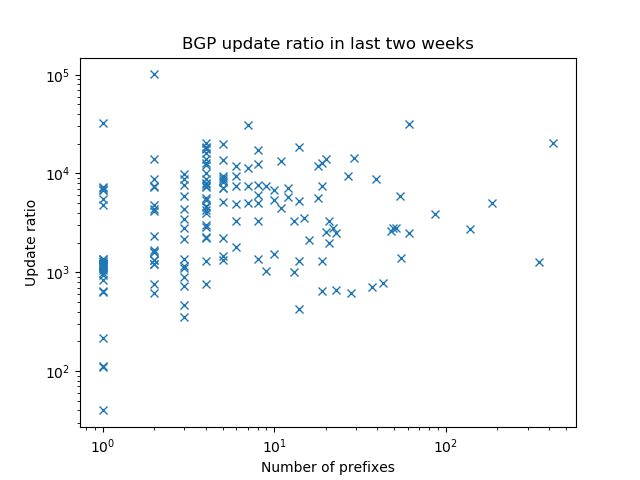 BGP update ratio in last two weeks
Update ratio
10⁵
10⁴
10³
10²
10⁰
10¹
10²
Number of prefixes